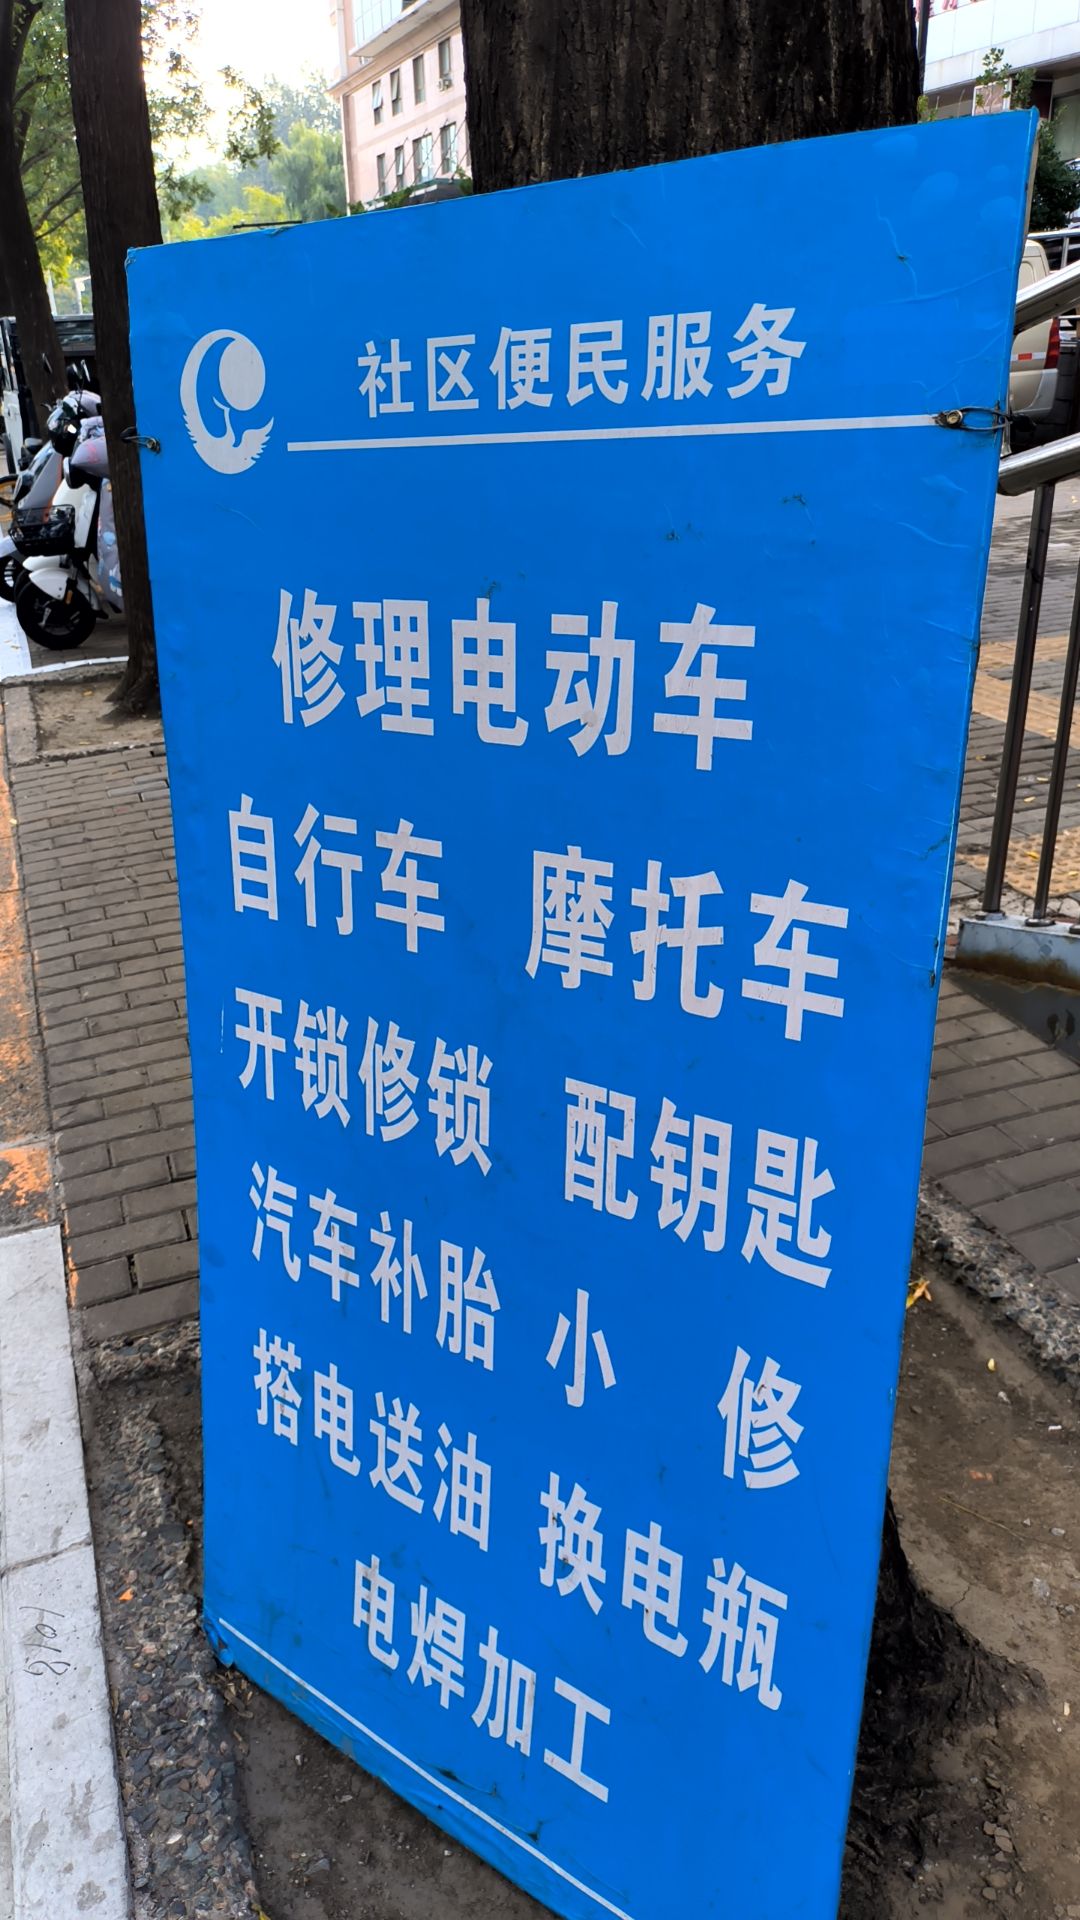 社区便民服务
修理电动车
自行车 摩托车
开锁修锁 配钥匙
汽车补胎 小 修
搭电送油 换电瓶
电焊加工